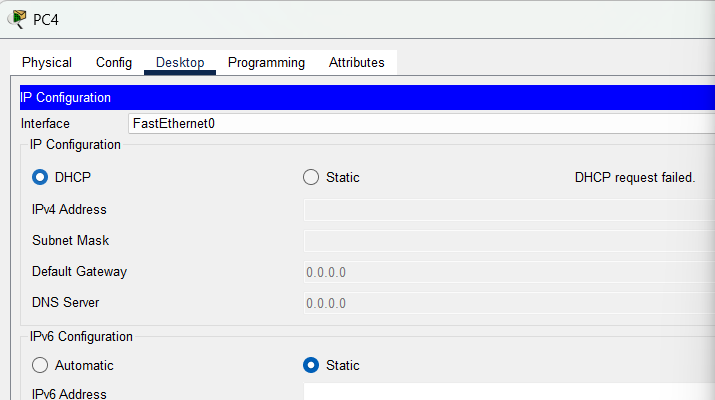 PC4
Physical Config Desktop Programming Attributes
IP Configuration
Interface FastEthernet0
IP Configuration
DHCP Static DHCP request failed.
IPv4 Address
Subnet Mask
Default Gateway 0.0.0.0
DNS Server 0.0.0.0
IPv6 Configuration
Automatic Static
IPv6 Address